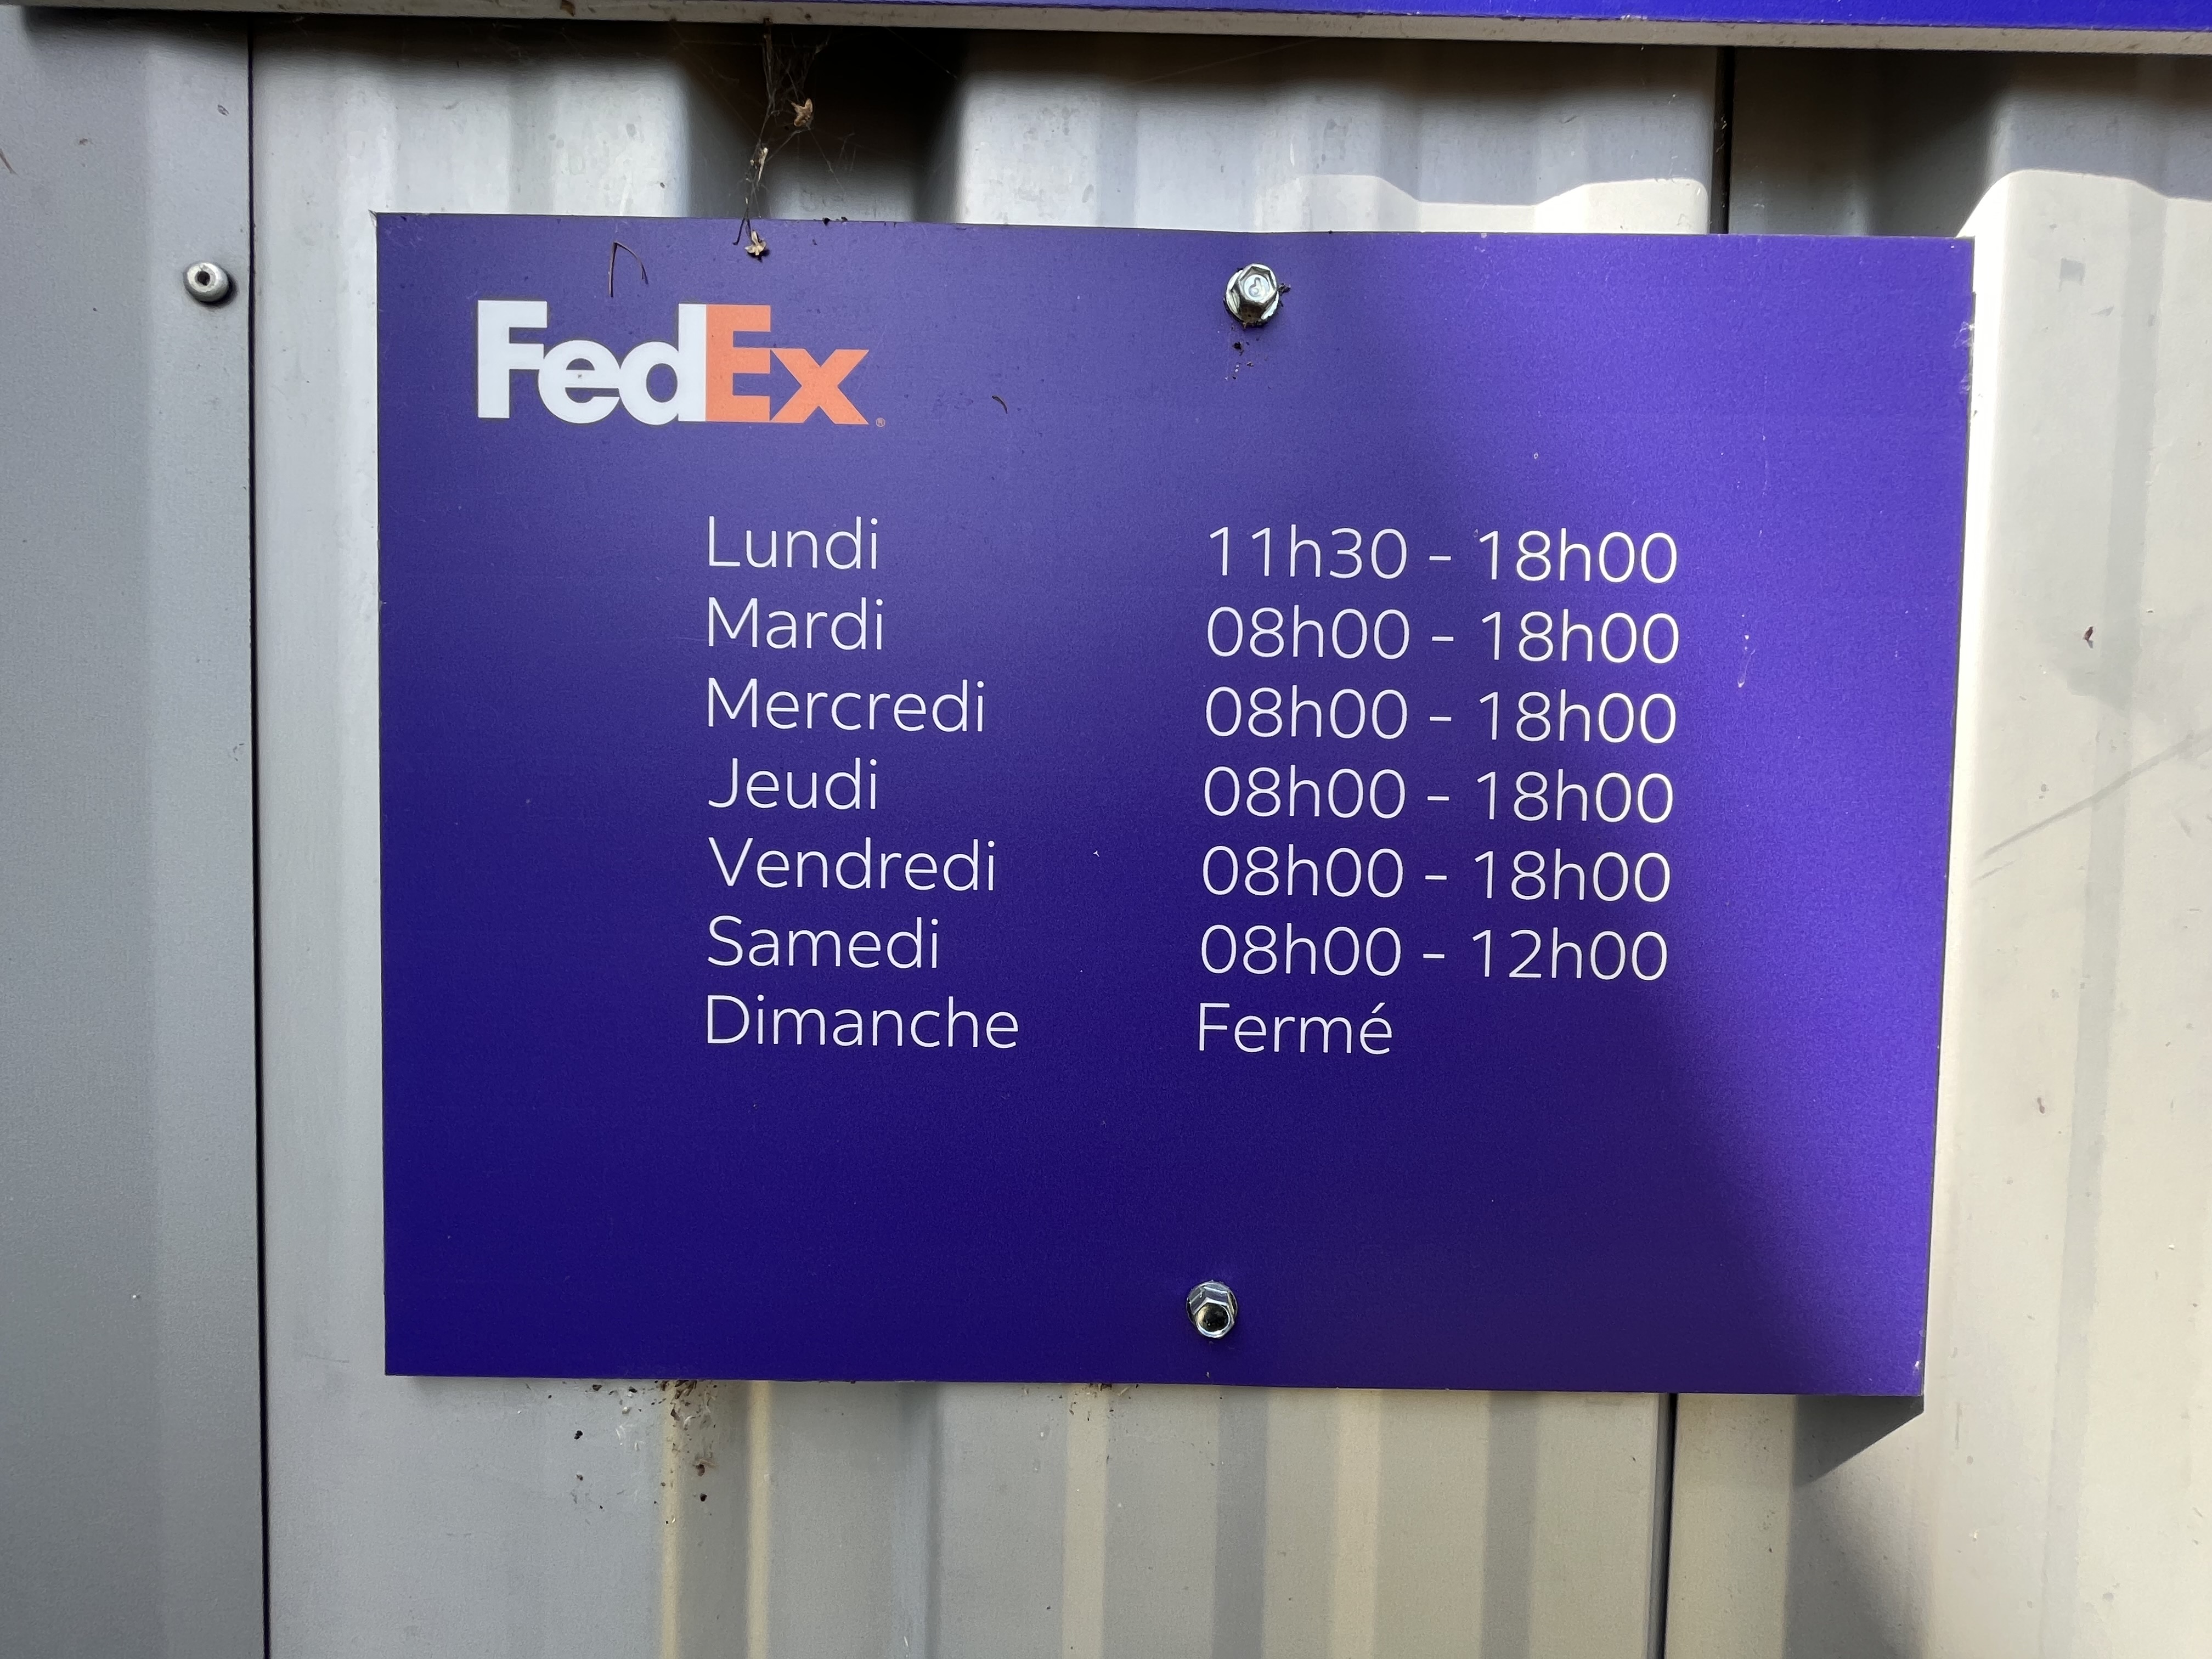 FedEx®
Lundi 11h30 - 18h00
Mardi 08h00 - 18h00
Mercredi 08h00 - 18h00
Jeudi 08h00 - 18h00
Vendredi 08h00 - 18h00
Samedi 08h00 - 12h00
Dimanche Fermé